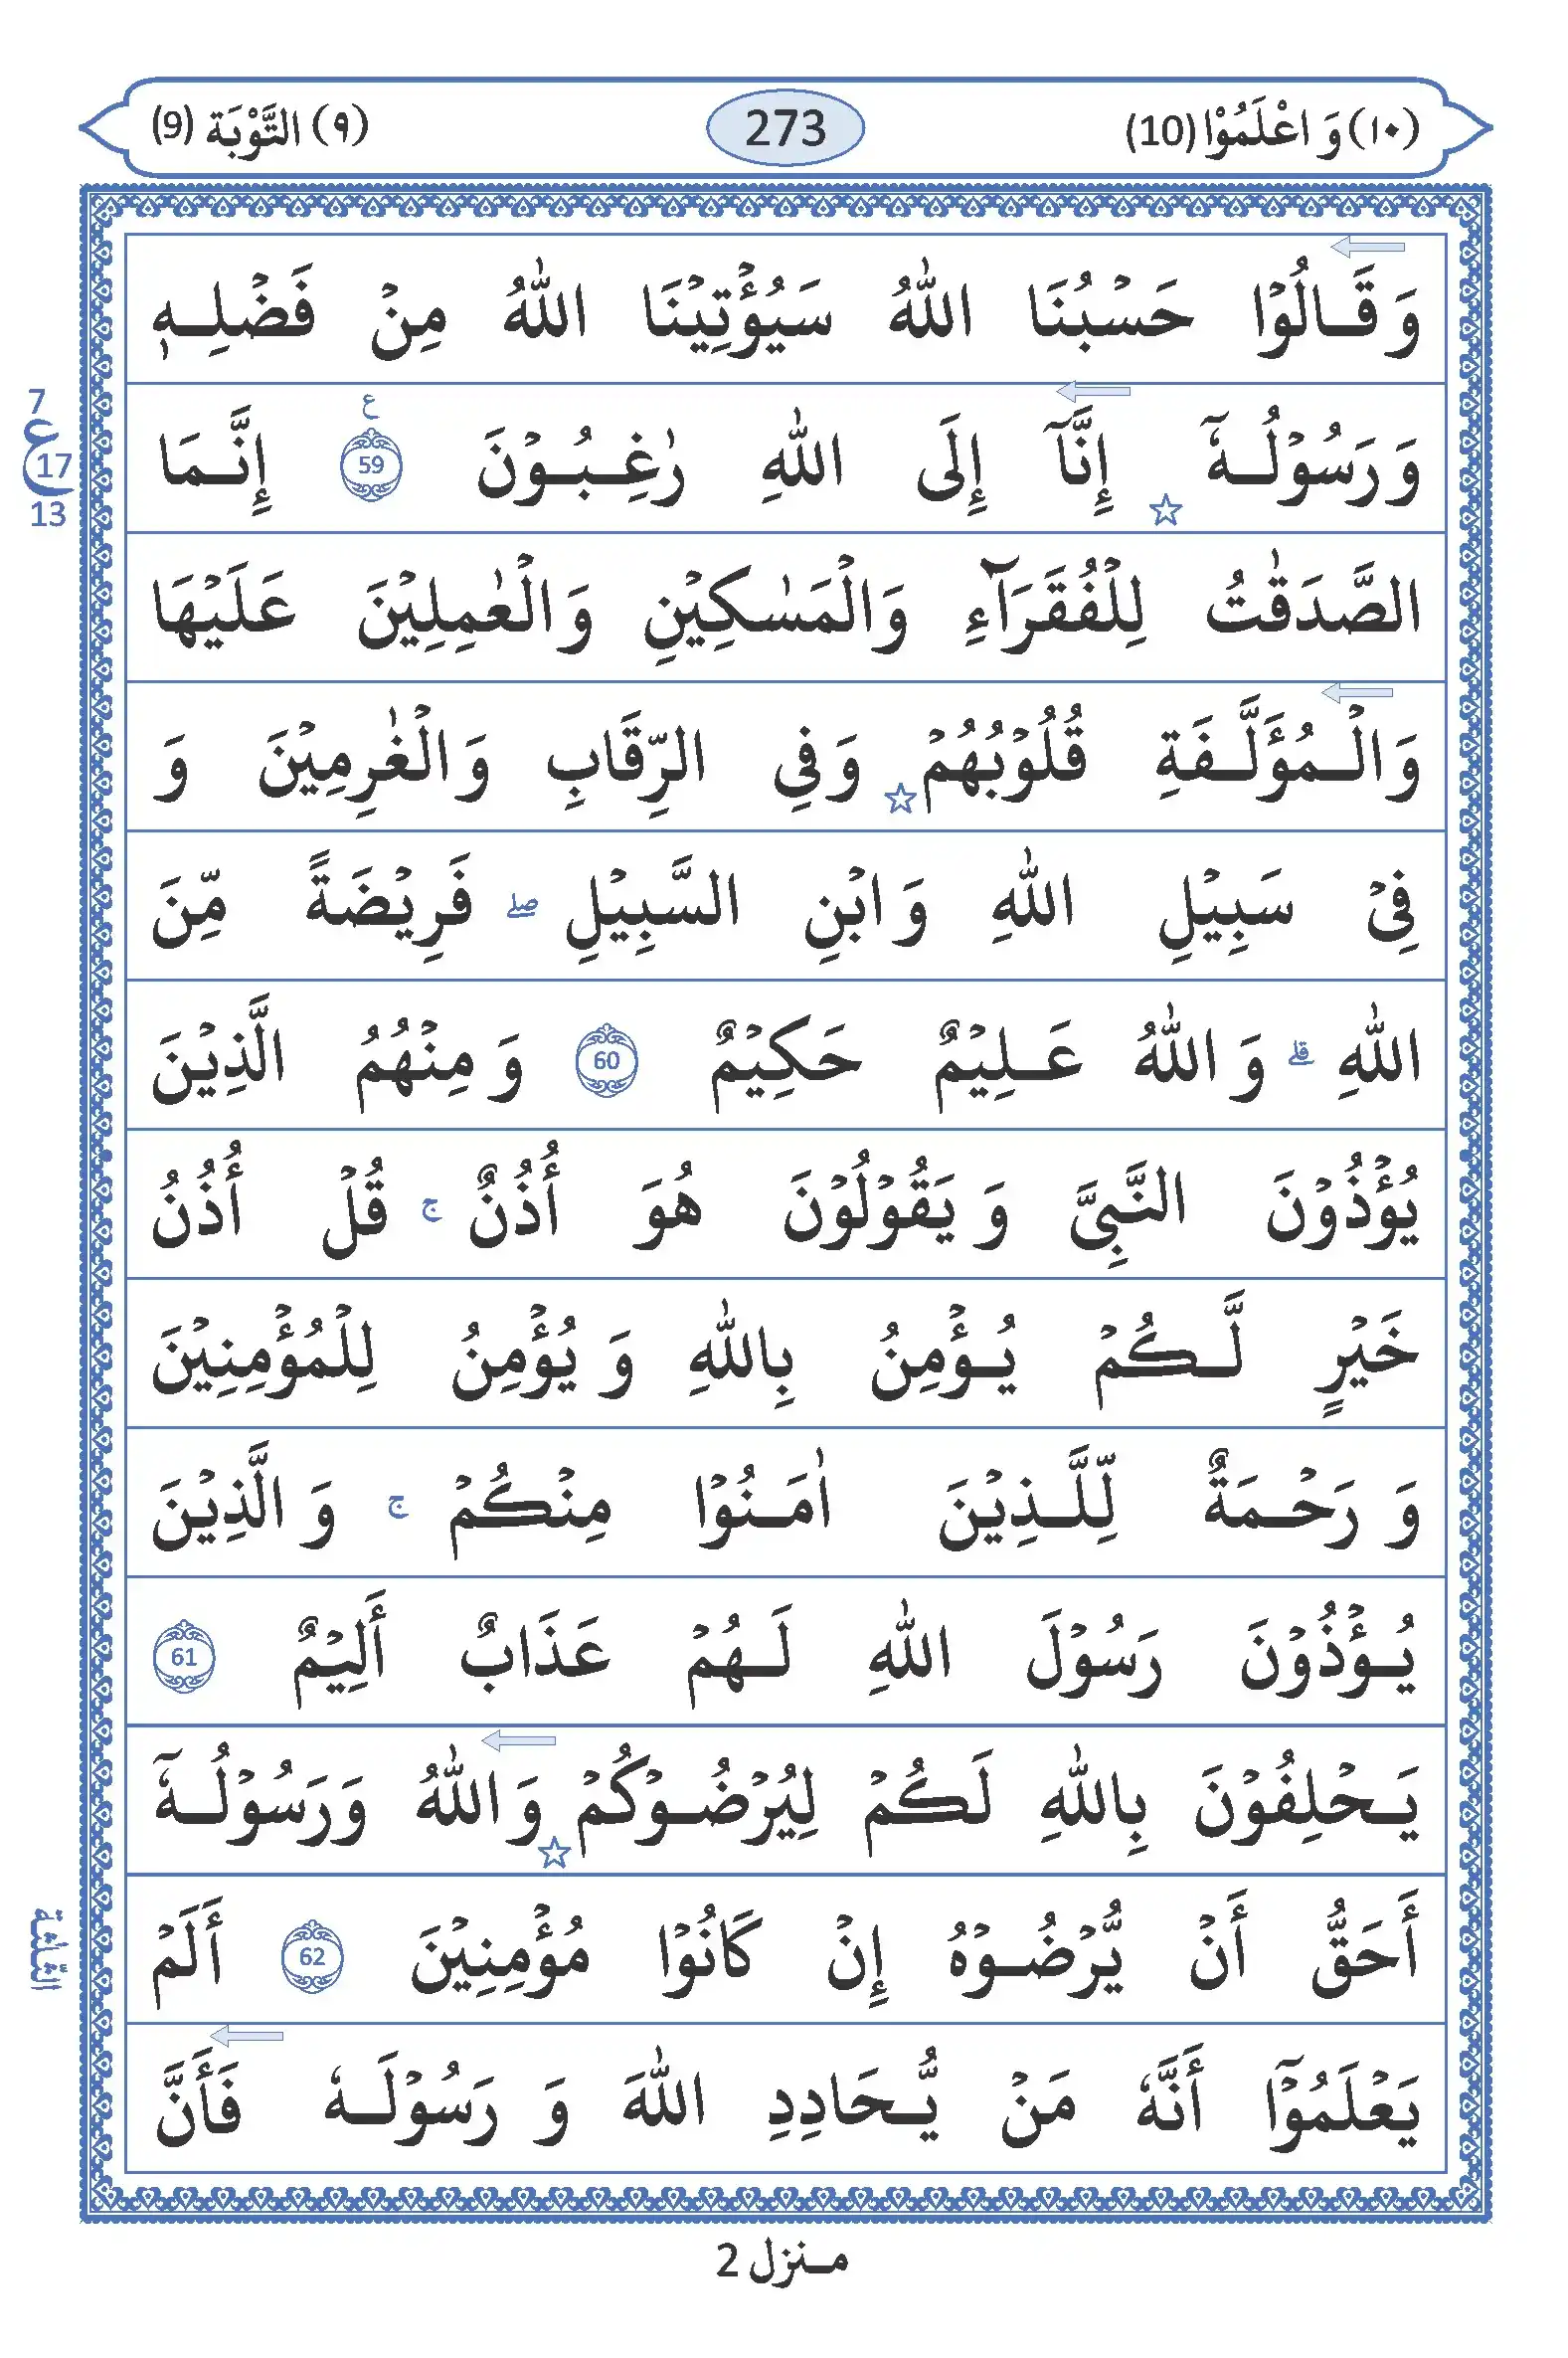 (١٠) وَ اعْلَمُوْا (10)
273
(٩) التَّوْبَة (9)
وَ قَالُوْا حَسْبُنَا اللّٰهُ سَيُؤْتِيْنَا اللّٰهُ مِنْ فَضْلِهٖ
وَ رَسُوْلُهٗۤ ☆ إِنَّاۤ إِلَى اللّٰهِ رٰغِبُوْنَ ع 59 إِنَّمَا
7
ع 17
13
الصَّدَقٰتُ لِلْفُقَرَآءِ وَالْمَسٰكِيْنِ وَ الْعٰمِلِيْنَ عَلَيْهَا
وَ الْمُؤَلَّفَةِ قُلُوْبُهُمْ ☆ وَ فِي الرِّقَابِ وَ الْغٰرِمِيْنَ وَ
فِيْ سَبِيْلِ اللّٰهِ وَ ابْنِ السَّبِيْلِ ۖ فَرِيْضَةً مِّنَ
اللّٰهِ ۗ وَ اللّٰهُ عَلِيْمٌ حَكِيْمٌ 60 وَ مِنْهُمُ الَّذِيْنَ
يُؤْذُوْنَ النَّبِيَّ وَ يَقُوْلُوْنَ هُوَ أُذُنٌ ۚ قُلْ أُذُنُ
خَيْرٍ لَّكُمْ يُؤْمِنُ بِاللّٰهِ وَ يُؤْمِنُ لِلْمُؤْمِنِيْنَ
وَ رَحْمَةٌ لِّلَّذِيْنَ اٰمَنُوْا مِنْكُمْ ۚ وَ الَّذِيْنَ
يُؤْذُوْنَ رَسُوْلَ اللّٰهِ لَهُمْ عَذَابٌ أَلِيْمٌ 61
يَحْلِفُوْنَ بِاللّٰهِ لَكُمْ لِيُرْضُوْكُمْ ☆ وَ اللّٰهُ وَ رَسُوْلُهٗۤ
أَحَقُّ أَنْ يُّرْضُوْهُ إِنْ كَانُوْا مُؤْمِنِيْنَ 62 أَلَمْ
الثلثة
يَعْلَمُوْۤا أَنَّهٗ مَنْ يُّحَادِدِ اللّٰهَ وَ رَسُوْلَهٗ فَأَنَّ
منزل 2